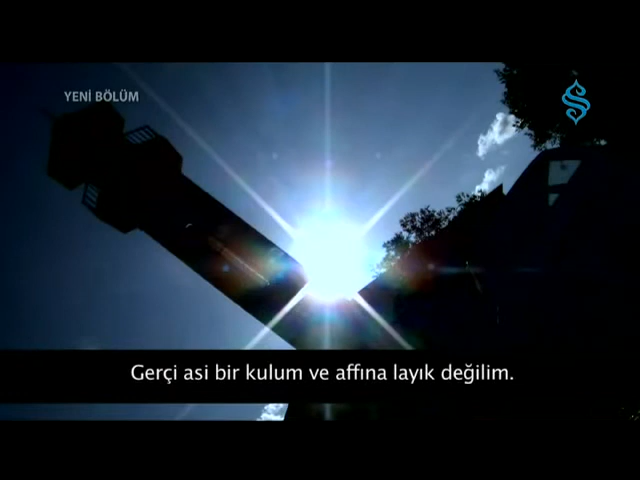 YENİ BÖLÜM
Gerçi asi bir kulum ve affına layık değilim.